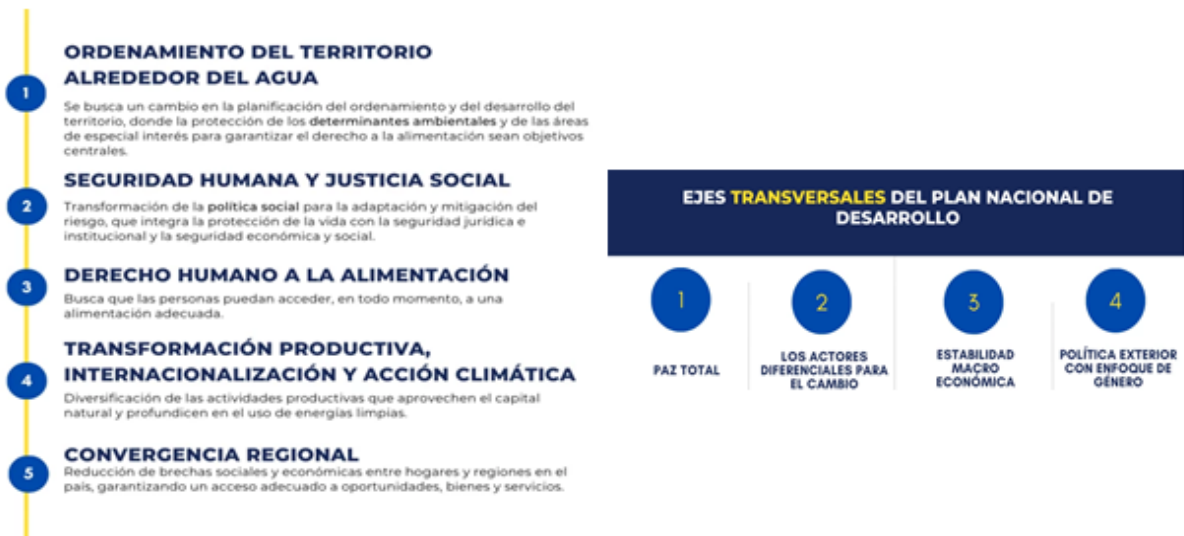 ORDENAMIENTO DEL TERRITORIO
ALREDEDOR DEL AGUA
1
Se busca un cambio en la planificación del ordenamiento y del desarrollo del
territorio, donde la protección de los determinantes ambientales y de las áreas
de especial interés para garantizar el derecho a la alimentación sean objetivos
centrales.
SEGURIDAD HUMANA Y JUSTICIA SOCIAL
2
Transformación de la política social para la adaptación y mitigación del
riesgo, que integra la protección de la vida con la seguridad jurídica e
institucional y la seguridad económica y social.
DERECHO HUMANO A LA ALIMENTACIÓN
3
Busca que las personas puedan acceder, en todo momento, a una
alimentación adecuada.
TRANSFORMACIÓN PRODUCTIVA,
INTERNACIONALIZACIÓN Y ACCIÓN CLIMÁTICA
4
Diversificación de las actividades productivas que aprovechen el capital
natural y profundicen en el uso de energías limpias.
CONVERGENCIA REGIONAL
5
Reducción de brechas sociales y económicas entre hogares y regiones en el
país, garantizando un acceso adecuado a oportunidades, bienes y servicios.
EJES TRANSVERSALES DEL PLAN NACIONAL DE
DESARROLLO
1
PAZ TOTAL
2
LOS ACTORES
DIFERENCIALES PARA
EL CAMBIO
3
ESTABILIDAD
MACRO
ECONÓMICA
4
POLÍTICA EXTERIOR
CON ENFOQUE DE
GÉNERO